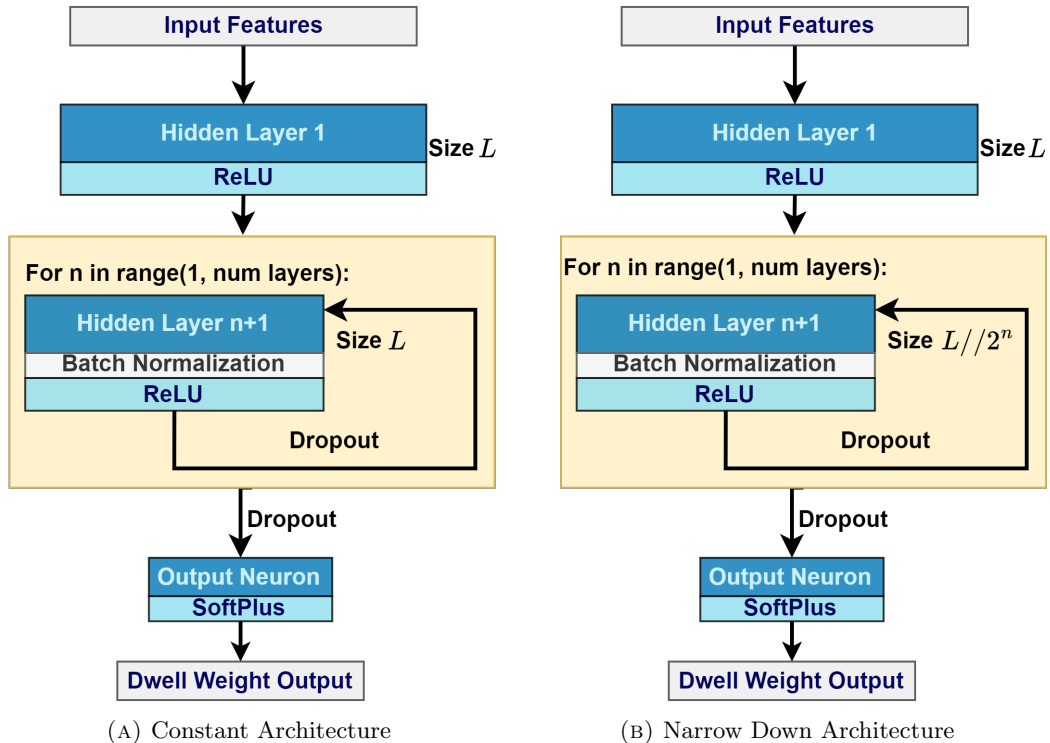 Input Features
Hidden Layer 1
Size L
ReLU
For n in range(1, num layers):
Hidden Layer n+1
Size L
Batch Normalization
ReLU
Dropout
Dropout
Output Neuron
SoftPlus
Dwell Weight Output
(A) Constant Architecture
Input Features
Hidden Layer 1
Size L
ReLU
For n in range(1, num layers):
Hidden Layer n+1
Size L//2^n
Batch Normalization
ReLU
Dropout
Dropout
Output Neuron
SoftPlus
Dwell Weight Output
(B) Narrow Down Architecture